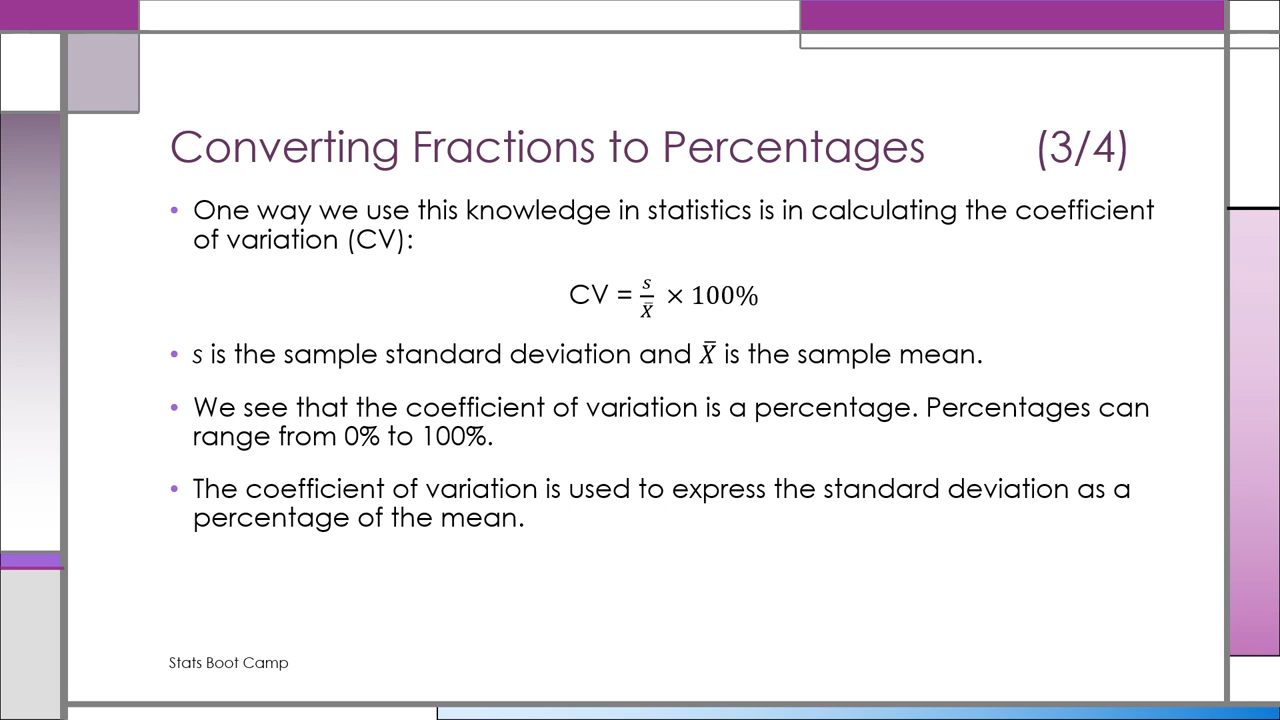 Converting Fractions to Percentages (3/4)
• One way we use this knowledge in statistics is in calculating the coefficient
of variation (CV):
CV = s/X̄ × 100%
• s is the sample standard deviation and X̄ is the sample mean.
• We see that the coefficient of variation is a percentage. Percentages can
range from 0% to 100%.
• The coefficient of variation is used to express the standard deviation as a
percentage of the mean.
Stats Boot Camp